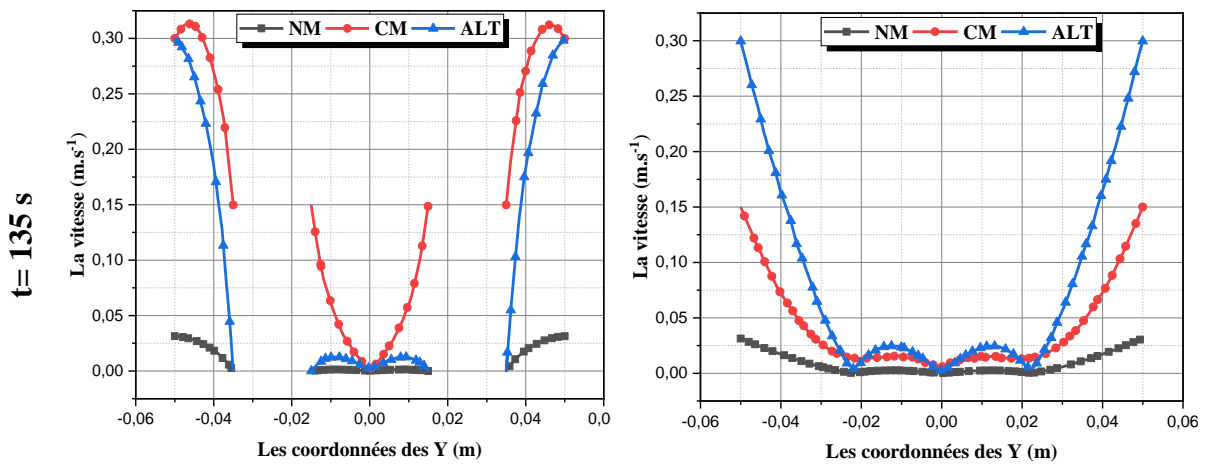 t= 135 s
NM CM ALT
0,30
0,25
0,20
0,15
0,10
0,05
0,00
La vitesse (m.s-1)
-0,06 -0,04 -0,02 0,00 0,02 0,04 0,0
Les coordonnées des Y (m)
NM CM ALT
0,30
0,25
0,20
0,15
0,10
0,05
0,00
La vitesse (m.s-1)
-0,06 -0,04 -0,02 0,00 0,02 0,04 0,06
Les coordonnées des Y (m)